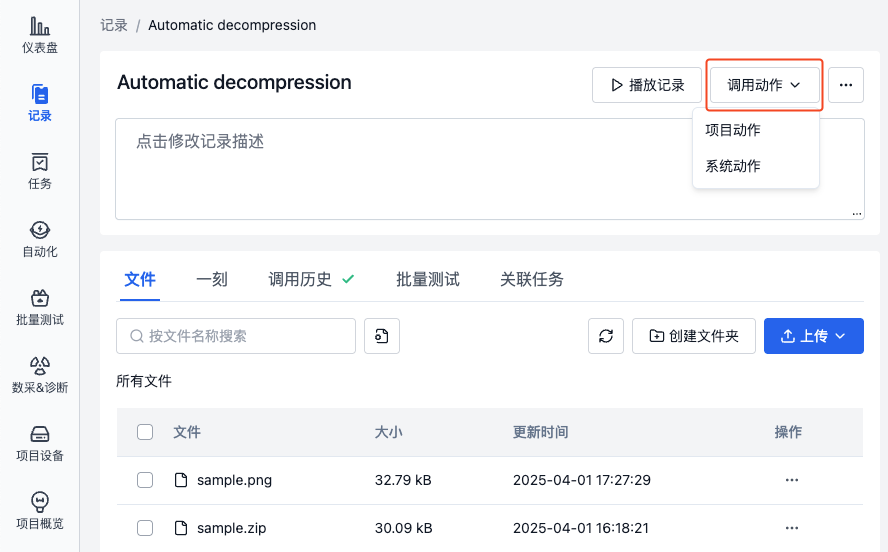 仪表盘
记录
任务
自动化
批量测试
数采&诊断
项目设备
项目概览
记录 / Automatic decompression
Automatic decompression
播放记录
调用动作
···
项目动作
系统动作
点击修改记录描述
...
文件 一刻 调用历史 批量测试 关联任务
按文件名称搜索
创建文件夹
上传
所有文件
文件 大小 更新时间 操作
sample.png 32.79 kB 2025-04-01 17:27:29 ···
sample.zip 30.09 kB 2025-04-01 16:18:21 ···